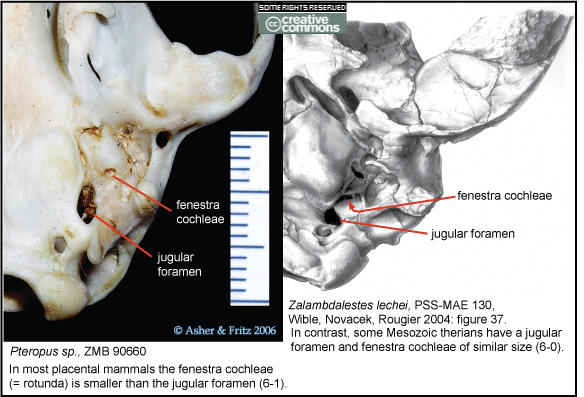 SOME RIGHTS RESERVED
cc creative
commons
fenestra
cochleae
jugular
foramen
© Asher & Fritz 2006
Pteropus sp., ZMB 90660
In most placental mammals the fenestra cochleae
(= rotunda) is smaller than the jugular foramen (6-1).
fenestra cochleae
jugular foramen
Zalambdalestes lechei, PSS-MAE 130,
Wible, Novacek, Rougier 2004: figure 37.
In contrast, some Mesozoic therians have a jugular
foramen and fenestra cochleae of similar size (6-0).